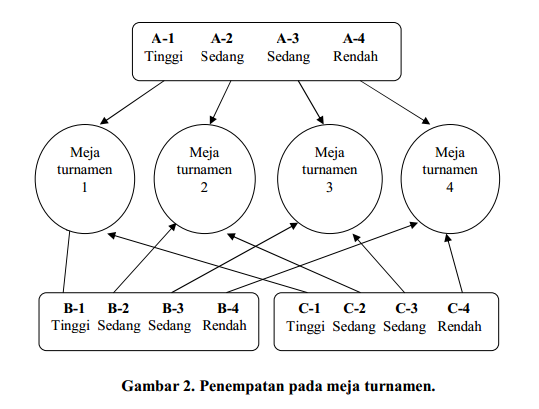 A-1 A-2 A-3 A-4
Tinggi Sedang Sedang Rendah
Meja
turnamen
1
Meja
turnamen
2
Meja
turnamen
3
Meja
turnamen
4
B-1 B-2 B-3 B-4
Tinggi Sedang Sedang Rendah
C-1 C-2 C-3 C-4
Tinggi Sedang Sedang Rendah
Gambar 2. Penempatan pada meja turnamen.